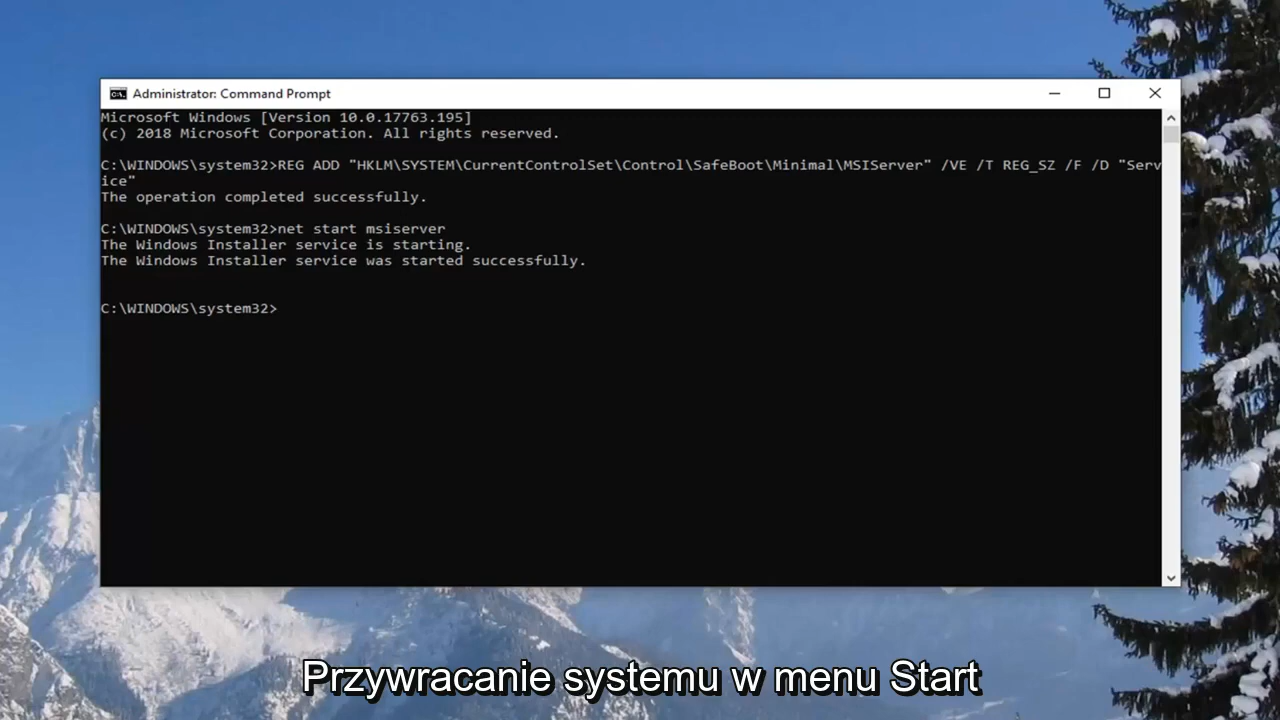 Administrator: Command Prompt
Microsoft Windows [Version 10.0.17763.195]
(c) 2018 Microsoft Corporation. All rights reserved.
C:\WINDOWS\system32>REG ADD "HKLM\SYSTEM\CurrentControlSet\Control\SafeBoot\Minimal\MSIServer" /VE /T REG_SZ /F /D "Serv
ice"
The operation completed successfully.
C:\WINDOWS\system32>net start msiserver
The Windows Installer service is starting.
The Windows Installer service was started successfully.
C:\WINDOWS\system32>
Przywracanie systemu w menu Start